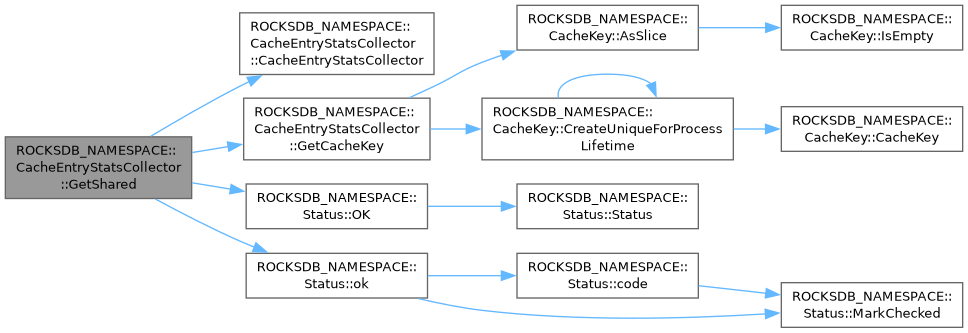 ROCKSDB_NAMESPACE::
CacheEntryStatsCollector
::GetShared
ROCKSDB_NAMESPACE::
CacheEntryStatsCollector
::CacheEntryStatsCollector
ROCKSDB_NAMESPACE::
CacheEntryStatsCollector
::GetCacheKey
ROCKSDB_NAMESPACE::
Status::OK
ROCKSDB_NAMESPACE::
Status::ok
ROCKSDB_NAMESPACE::
CacheKey::AsSlice
ROCKSDB_NAMESPACE::
CacheKey::CreateUniqueForProcess
Lifetime
ROCKSDB_NAMESPACE::
Status::Status
ROCKSDB_NAMESPACE::
Status::code
ROCKSDB_NAMESPACE::
CacheKey::IsEmpty
ROCKSDB_NAMESPACE::
CacheKey::CacheKey
ROCKSDB_NAMESPACE::
Status::MarkChecked